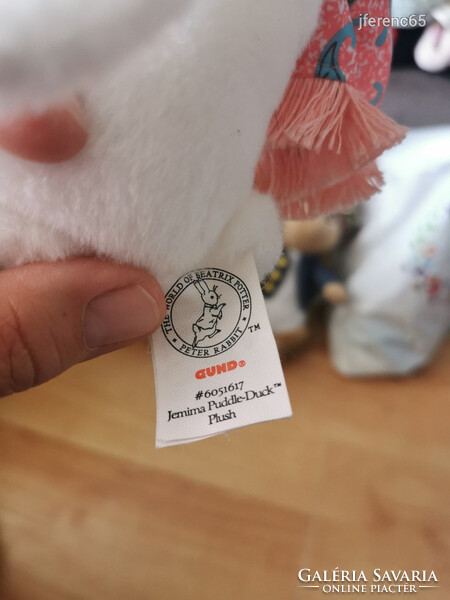 jferenc65
THE WORLD OF BEATRIX POTTER
PETER RABBIT
TM
GUND®
#6051617
Jemima Puddle-Duck™
Plush
GALÉRIA SAVARIA
ONLINE PIACTÉR